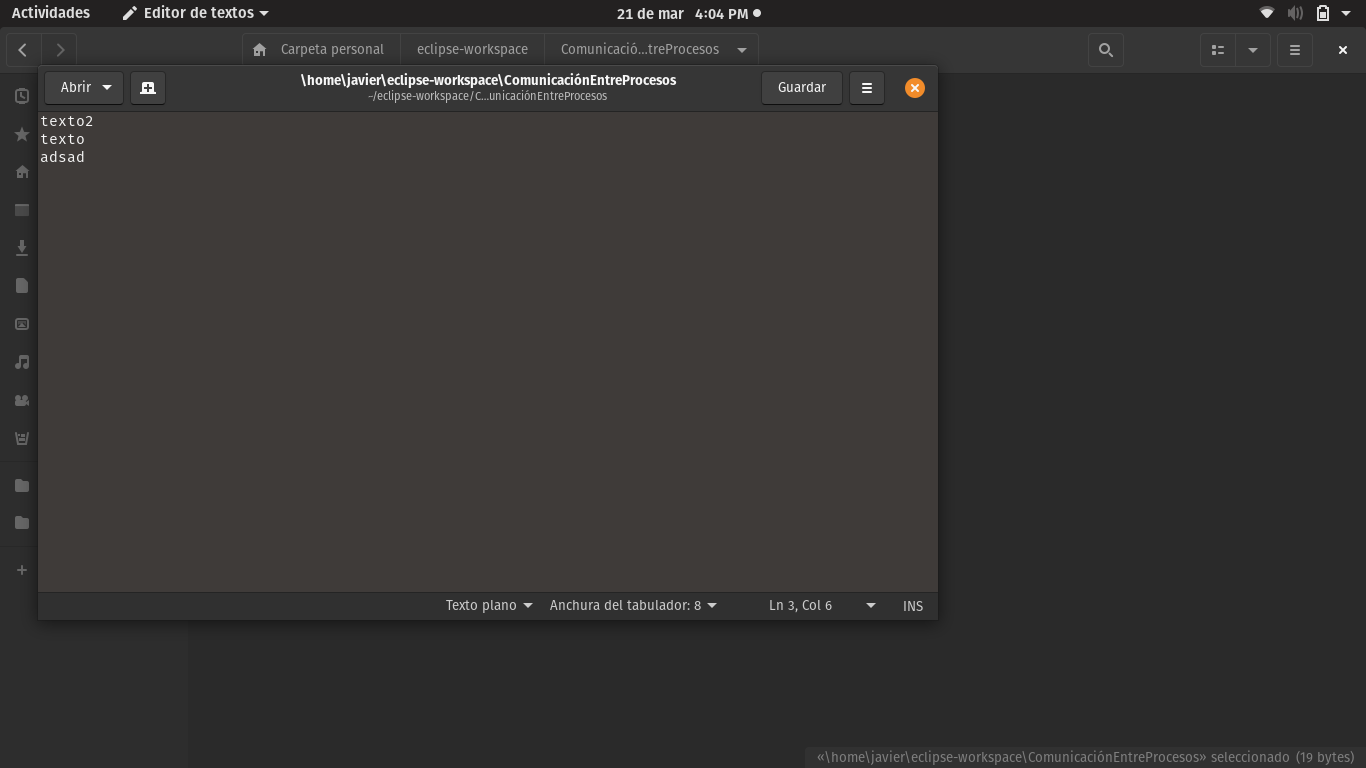 Actividades Editor de textos 21 de mar 4:04 PM
Carpeta personal eclipse-workspace Comunicació...treProcesos
Abrir \home\javier\eclipse-workspace\ComunicaciónEntreProcesos Guardar
~/eclipse-workspace/C...unicaciónEntreProcesos
texto2
texto
adsad
Texto plano Anchura del tabulador: 8 Ln 3, Col 6 INS
«\home\javier\eclipse-workspace\ComunicaciónEntreProcesos» seleccionado (19 bytes)